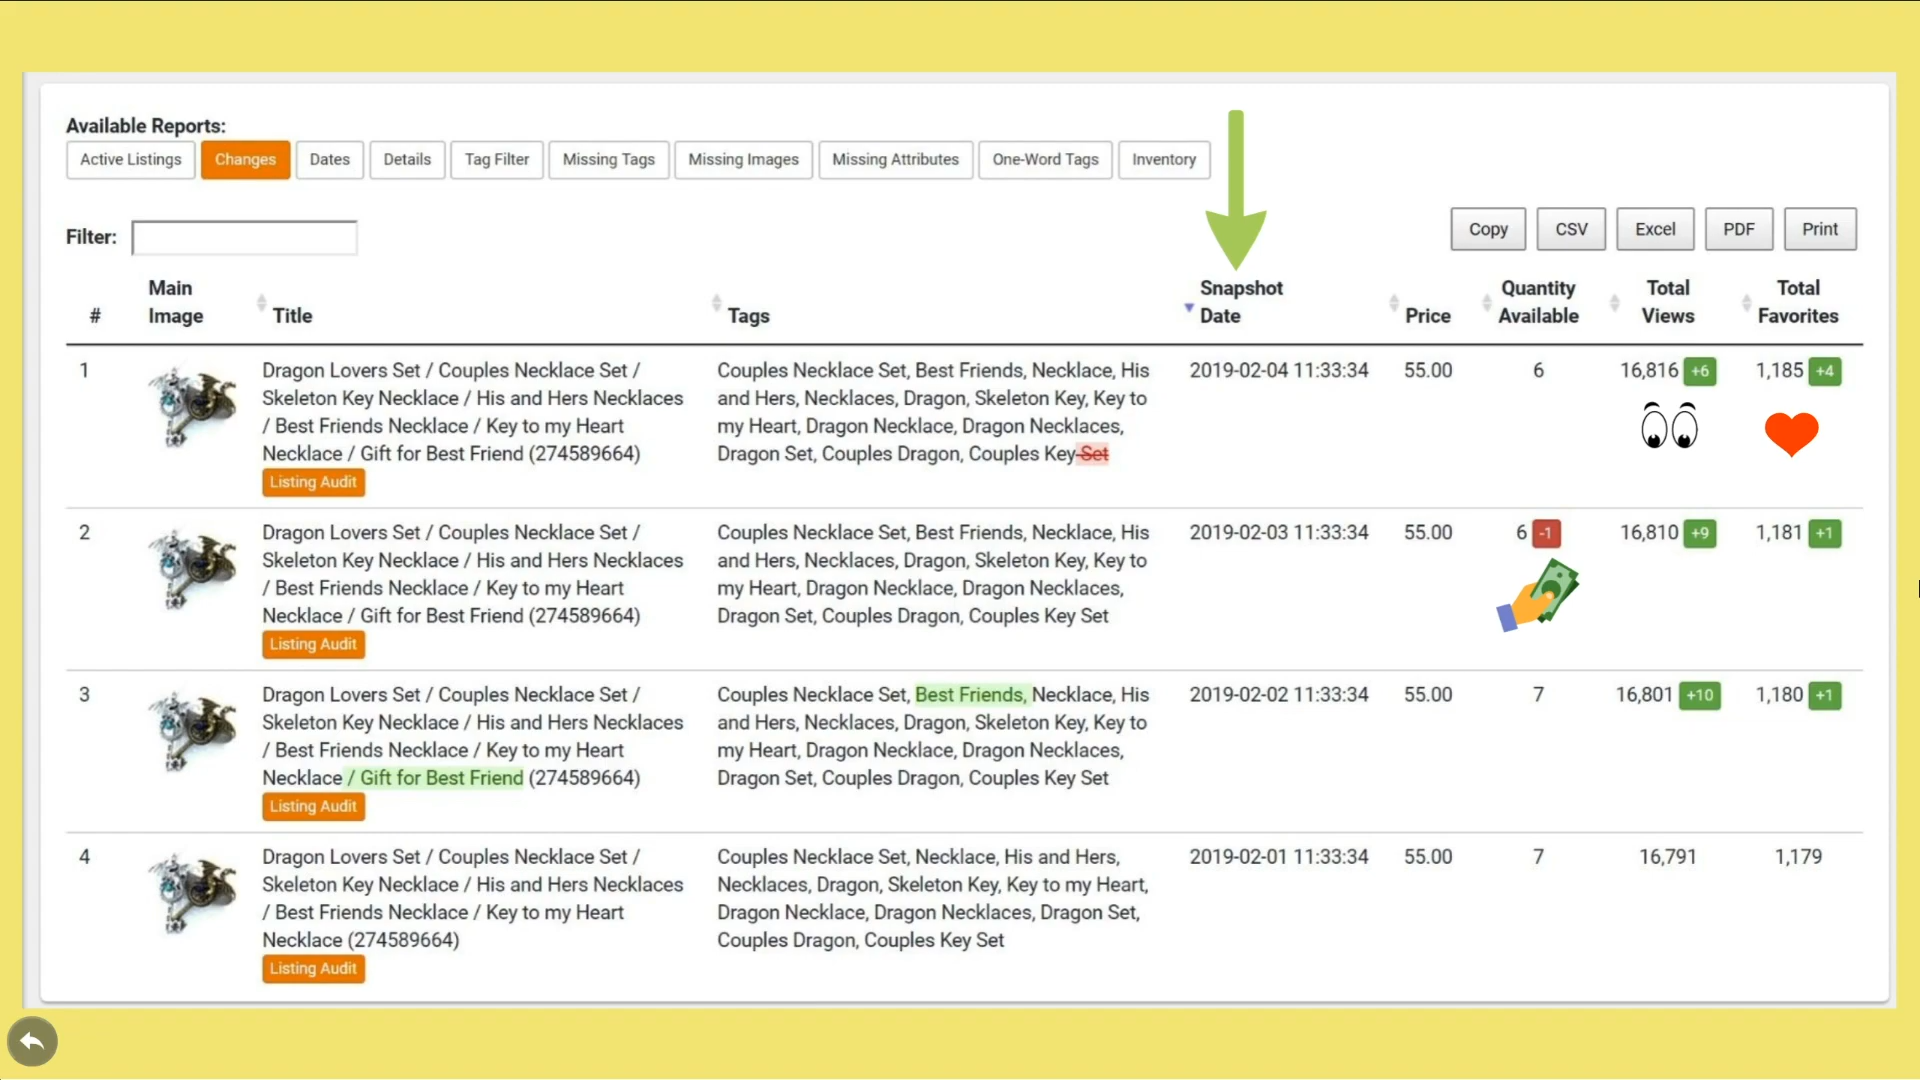 Available Reports:
Active Listings Changes Dates Details Tag Filter Missing Tags Missing Images Missing Attributes One-Word Tags Inventory
Filter: Copy CSV Excel PDF Print
# Main Image Title Tags Snapshot Date Price Quantity Available Total Views Total Favorites
1 Dragon Lovers Set / Couples Necklace Set / Couples Necklace Set, Best Friends, Necklace, His 2019-02-04 11:33:34 55.00 6 16,816 +6 1,185 +4
Skeleton Key Necklace / His and Hers Necklaces and Hers, Necklaces, Dragon, Skeleton Key, Key to
/ Best Friends Necklace / Key to my Heart my Heart, Dragon Necklace, Dragon Necklaces,
Necklace / Gift for Best Friend (274589664) Dragon Set, Couples Dragon, Couples Key Set
Listing Audit
2 Dragon Lovers Set / Couples Necklace Set / Couples Necklace Set, Best Friends, Necklace, His 2019-02-03 11:33:34 55.00 6 -1 16,810 +9 1,181 +1
Skeleton Key Necklace / His and Hers Necklaces and Hers, Necklaces, Dragon, Skeleton Key, Key to
/ Best Friends Necklace / Key to my Heart my Heart, Dragon Necklace, Dragon Necklaces,
Necklace / Gift for Best Friend (274589664) Dragon Set, Couples Dragon, Couples Key Set
Listing Audit
3 Dragon Lovers Set / Couples Necklace Set / Couples Necklace Set, Best Friends, Necklace, His 2019-02-02 11:33:34 55.00 7 16,801 +10 1,180 +1
Skeleton Key Necklace / His and Hers Necklaces and Hers, Necklaces, Dragon, Skeleton Key, Key to
/ Best Friends Necklace / Key to my Heart my Heart, Dragon Necklace, Dragon Necklaces,
Necklace / Gift for Best Friend (274589664) Dragon Set, Couples Dragon, Couples Key Set
Listing Audit
4 Dragon Lovers Set / Couples Necklace Set / Couples Necklace Set, Necklace, His and Hers, 2019-02-01 11:33:34 55.00 7 16,791 1,179
Skeleton Key Necklace / His and Hers Necklaces Necklaces, Dragon, Skeleton Key, Key to my Heart,
/ Best Friends Necklace / Key to my Heart Dragon Necklace, Dragon Necklaces, Dragon Set,
Necklace (274589664) Couples Dragon, Couples Key Set
Listing Audit